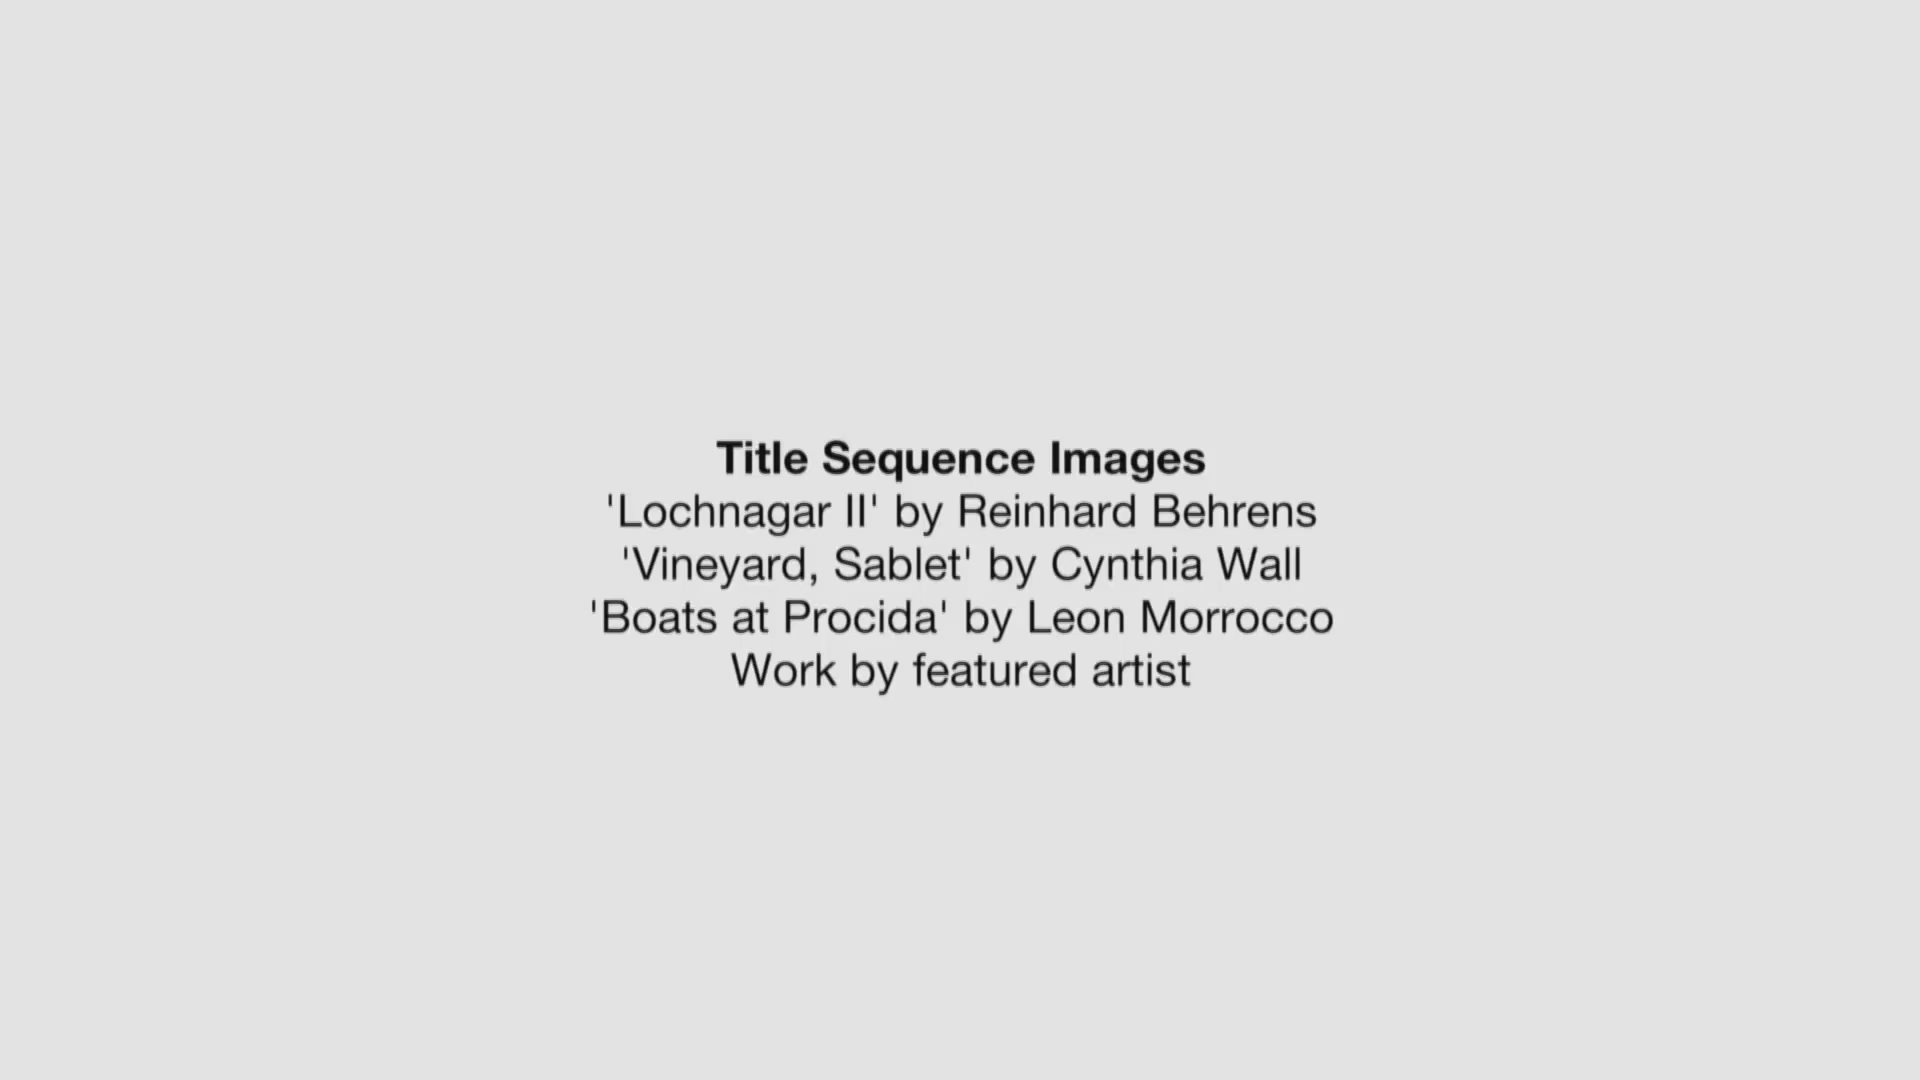 Title Sequence Images
'Lochnagar II' by Reinhard Behrens
'Vineyard, Sablet' by Cynthia Wall
'Boats at Procida' by Leon Morrocco
Work by featured artist